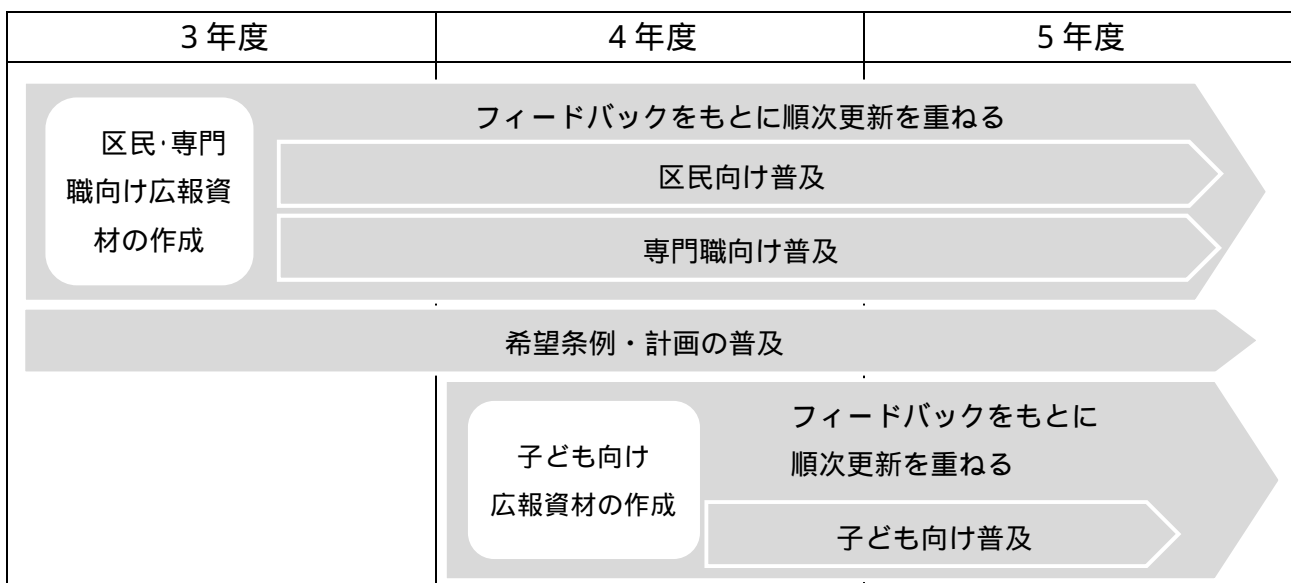 3年度
4年度
5年度
フィードバックをもとに順次更新を重ねる
区民･専門
職向け広報資
材の作成
区民向け普及
専門職向け普及
希望条例・計画の普及
子ども向け
広報資材の作成
フィードバックをもとに
順次更新を重ねる
子ども向け普及